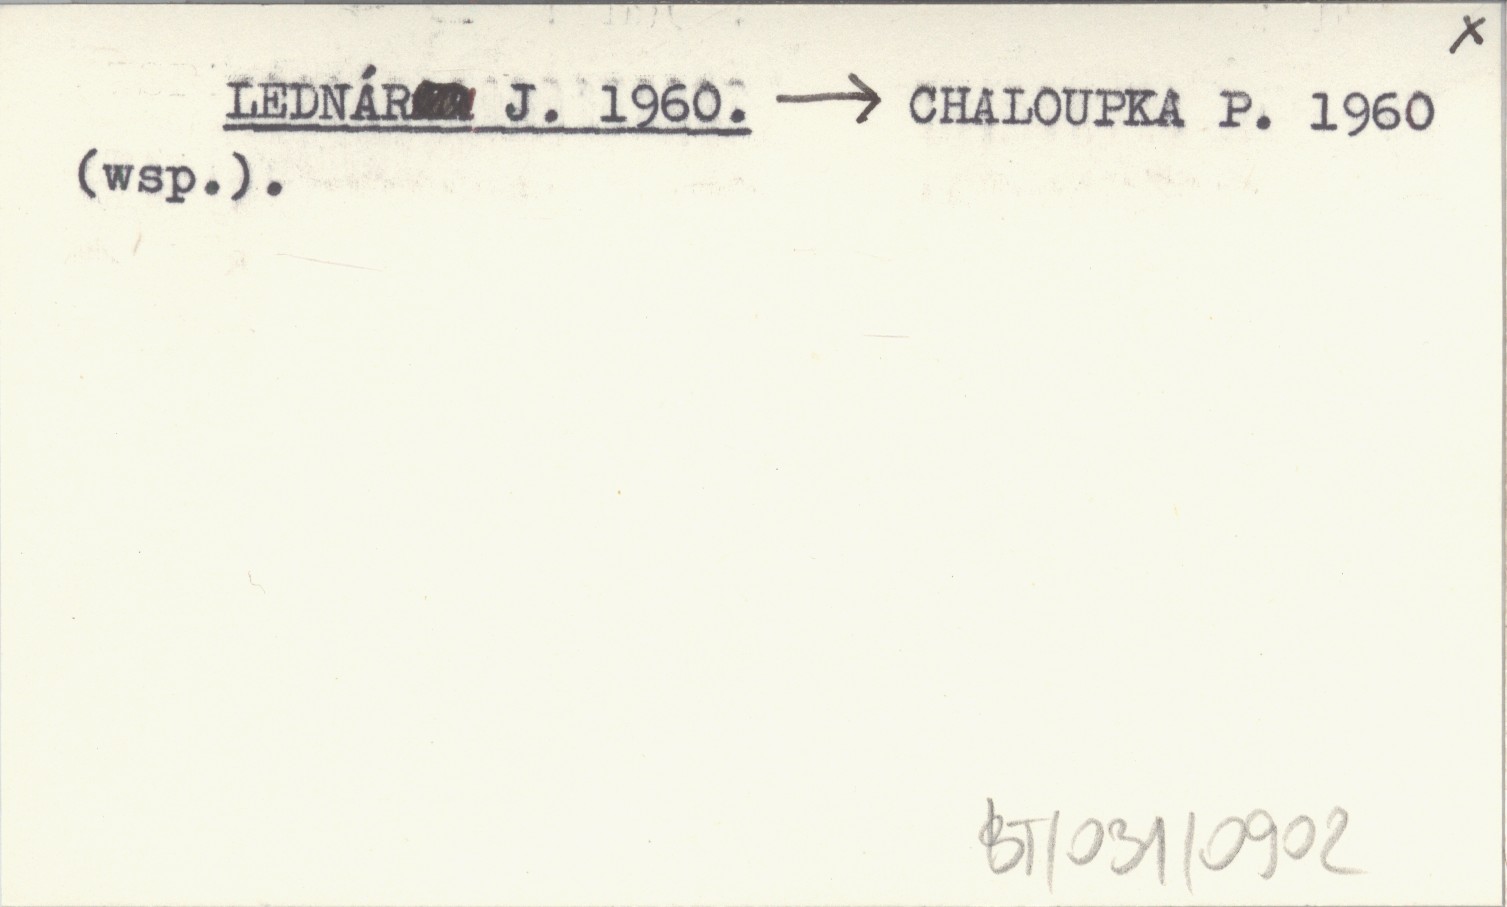 x
LEDNÁR J. 1960. → CHALOUPKA P. 1960
(wsp.).
BT/031/0902